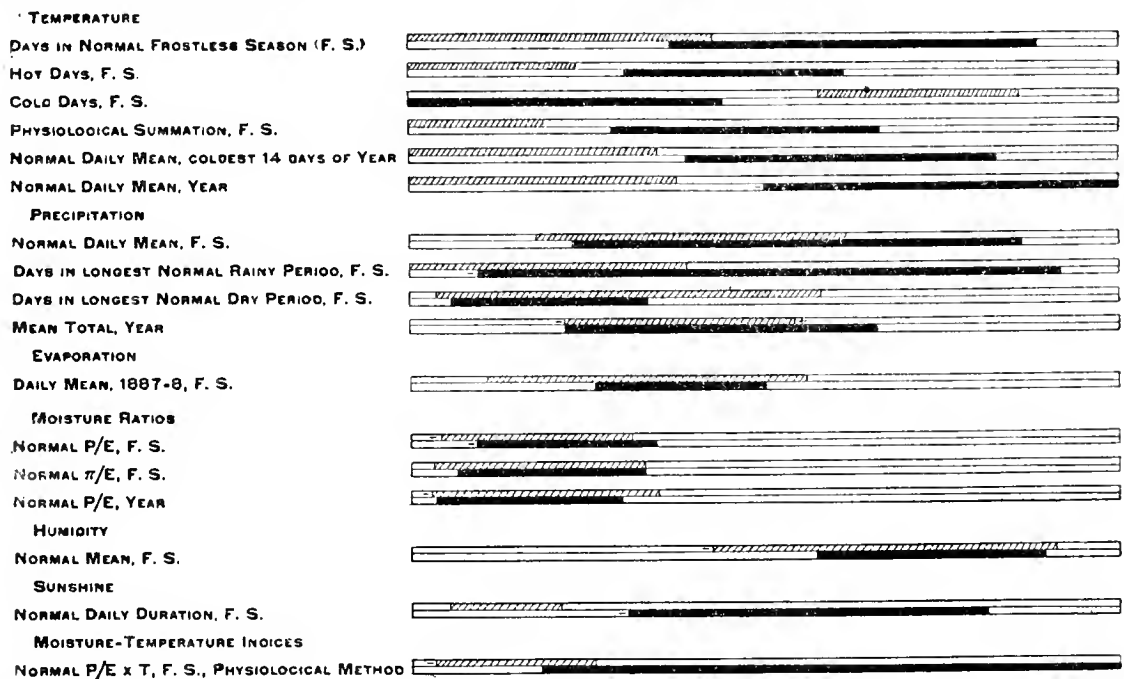 TEMPERATURE
DAYS IN NORMAL FROSTLESS SEASON (F. S.)
HOT DAYS, F. S.
COLD DAYS, F. S.
PHYSIOLOGICAL SUMMATION, F. S.
NORMAL DAILY MEAN, COLDEST 14 DAYS OF YEAR
NORMAL DAILY MEAN, YEAR
PRECIPITATION
NORMAL DAILY MEAN, F. S.
DAYS IN LONGEST NORMAL RAINY PERIOD, F. S.
DAYS IN LONGEST NORMAL DRY PERIOD, F. S.
MEAN TOTAL, YEAR
EVAPORATION
DAILY MEAN, 1887-8, F. S.
MOISTURE RATIOS
NORMAL P/E, F. S.
NORMAL π/E, F. S.
NORMAL P/E, YEAR
HUMIDITY
NORMAL MEAN, F. S.
SUNSHINE
NORMAL DAILY DURATION, F. S.
MOISTURE-TEMPERATURE INDICES
NORMAL P/E x T, F. S., PHYSIOLOGICAL METHOD